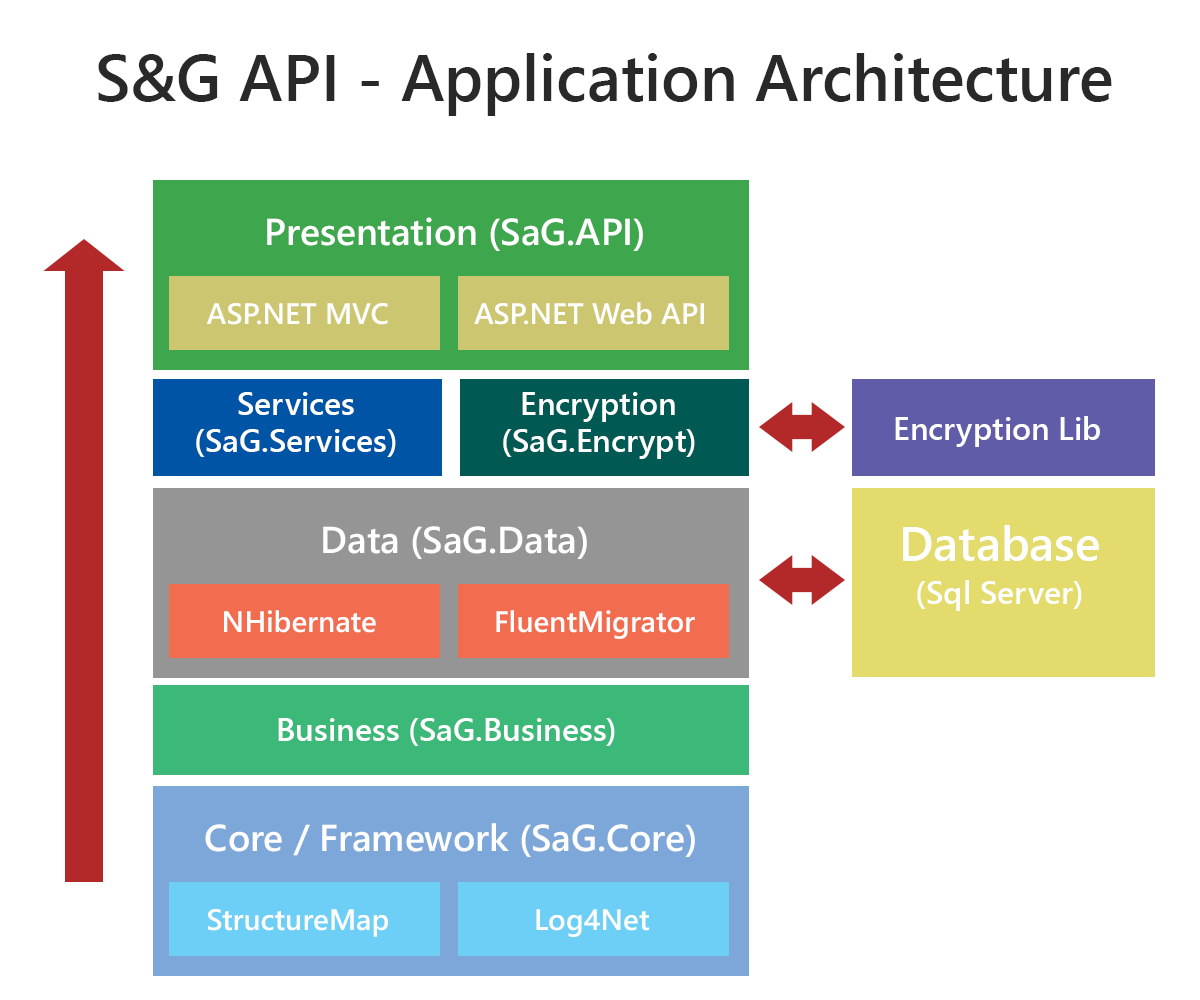 S&G API - Application Architecture
Presentation (SaG.API)
ASP.NET MVC
ASP.NET Web API
Services
(SaG.Services)
Encryption
(SaG.Encrypt)
Encryption Lib
Data (SaG.Data)
NHibernate
FluentMigrator
Database
(Sql Server)
Business (SaG.Business)
Core / Framework (SaG.Core)
StructureMap
Log4Net